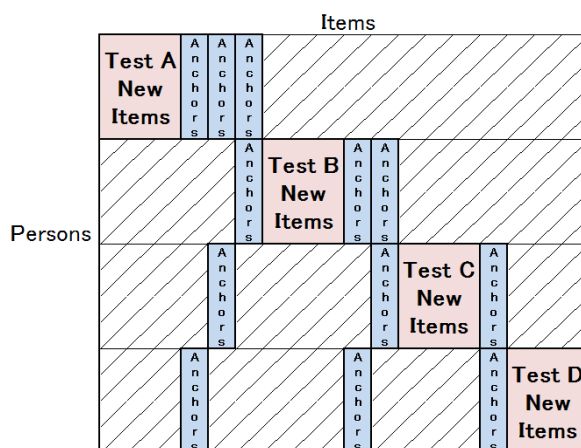 Items
Test A
New
Items
Anchors
Anchors
Anchors
Persons
Anchors
Test B
New
Items
Anchors
Anchors
Anchors
Anchors
Test C
New
Items
Anchors
Anchors
Anchors
Anchors
Test D
New
Items